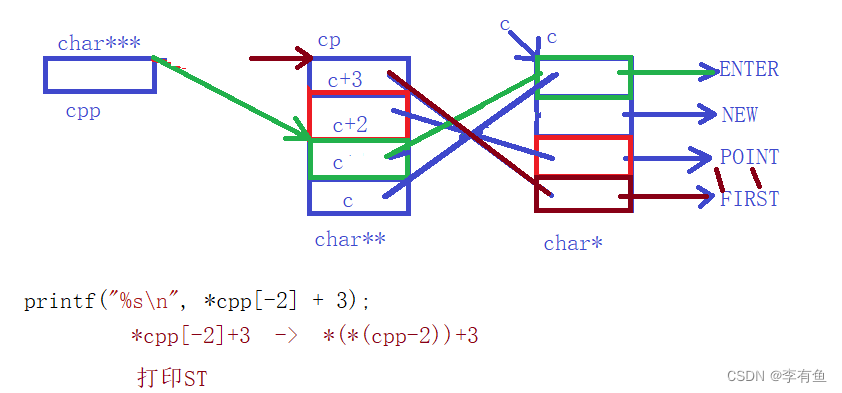 char***
cpp
cp
c+3
c+2
c
c
char**
c
c
ENTER
NEW
POINT
FIRST
char*
printf("%s\n", *cpp[-2] + 3);
*cpp[-2]+3 -> *(*(cpp-2))+3
打印ST
CSDN @李有鱼